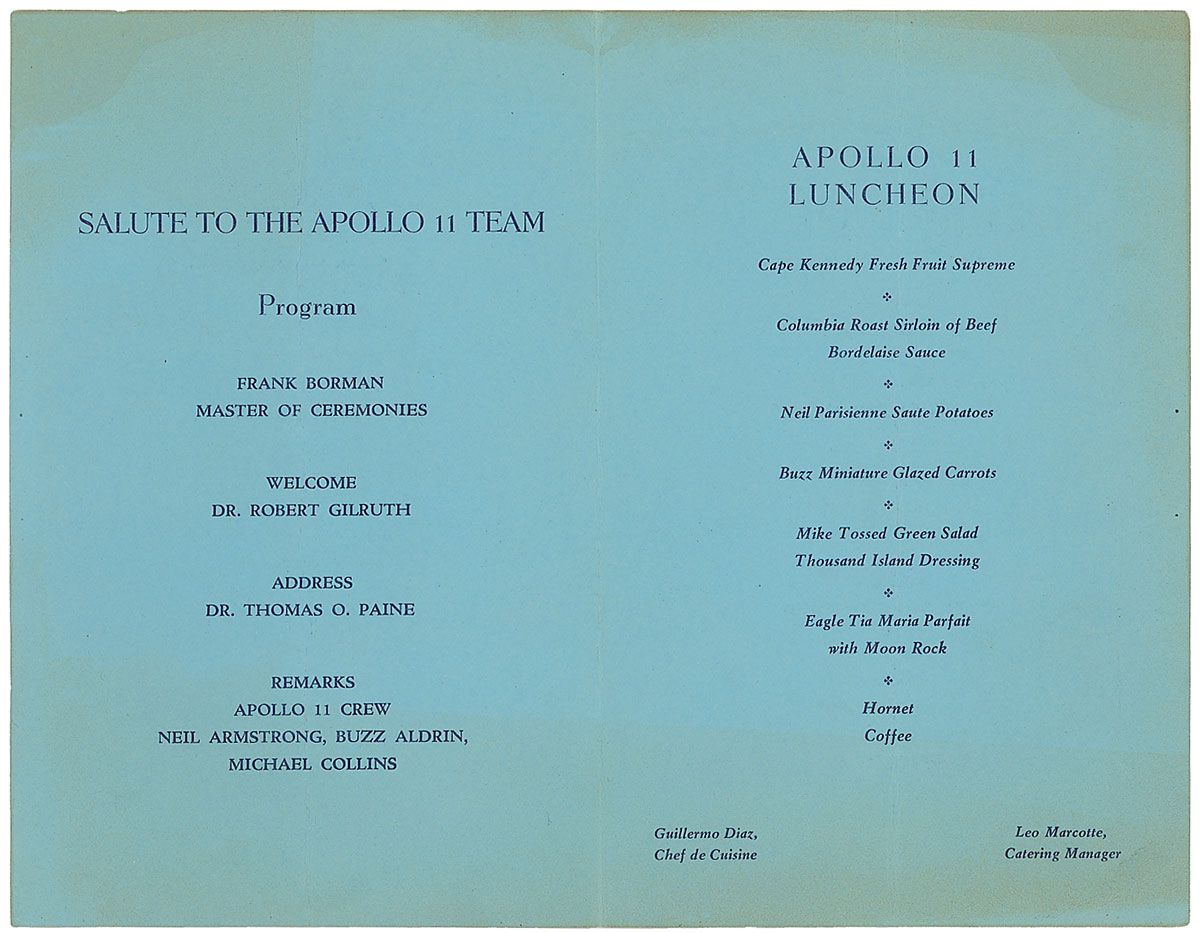 SALUTE TO THE APOLLO 11 TEAM
Program
FRANK BORMAN
MASTER OF CEREMONIES
WELCOME
DR. ROBERT GILRUTH
ADDRESS
DR. THOMAS O. PAINE
REMARKS
APOLLO 11 CREW
NEIL ARMSTRONG, BUZZ ALDRIN,
MICHAEL COLLINS
APOLLO 11
LUNCHEON
Cape Kennedy Fresh Fruit Supreme
Columbia Roast Sirloin of Beef
Bordelaise Sauce
Neil Parisienne Saute Potatoes
Buzz Miniature Glazed Carrots
Mike Tossed Green Salad
Thousand Island Dressing
Eagle Tia Maria Parfait
with Moon Rock
Hornet
Coffee
Guillermo Diaz,
Chef de Cuisine
Leo Marcotte,
Catering Manager